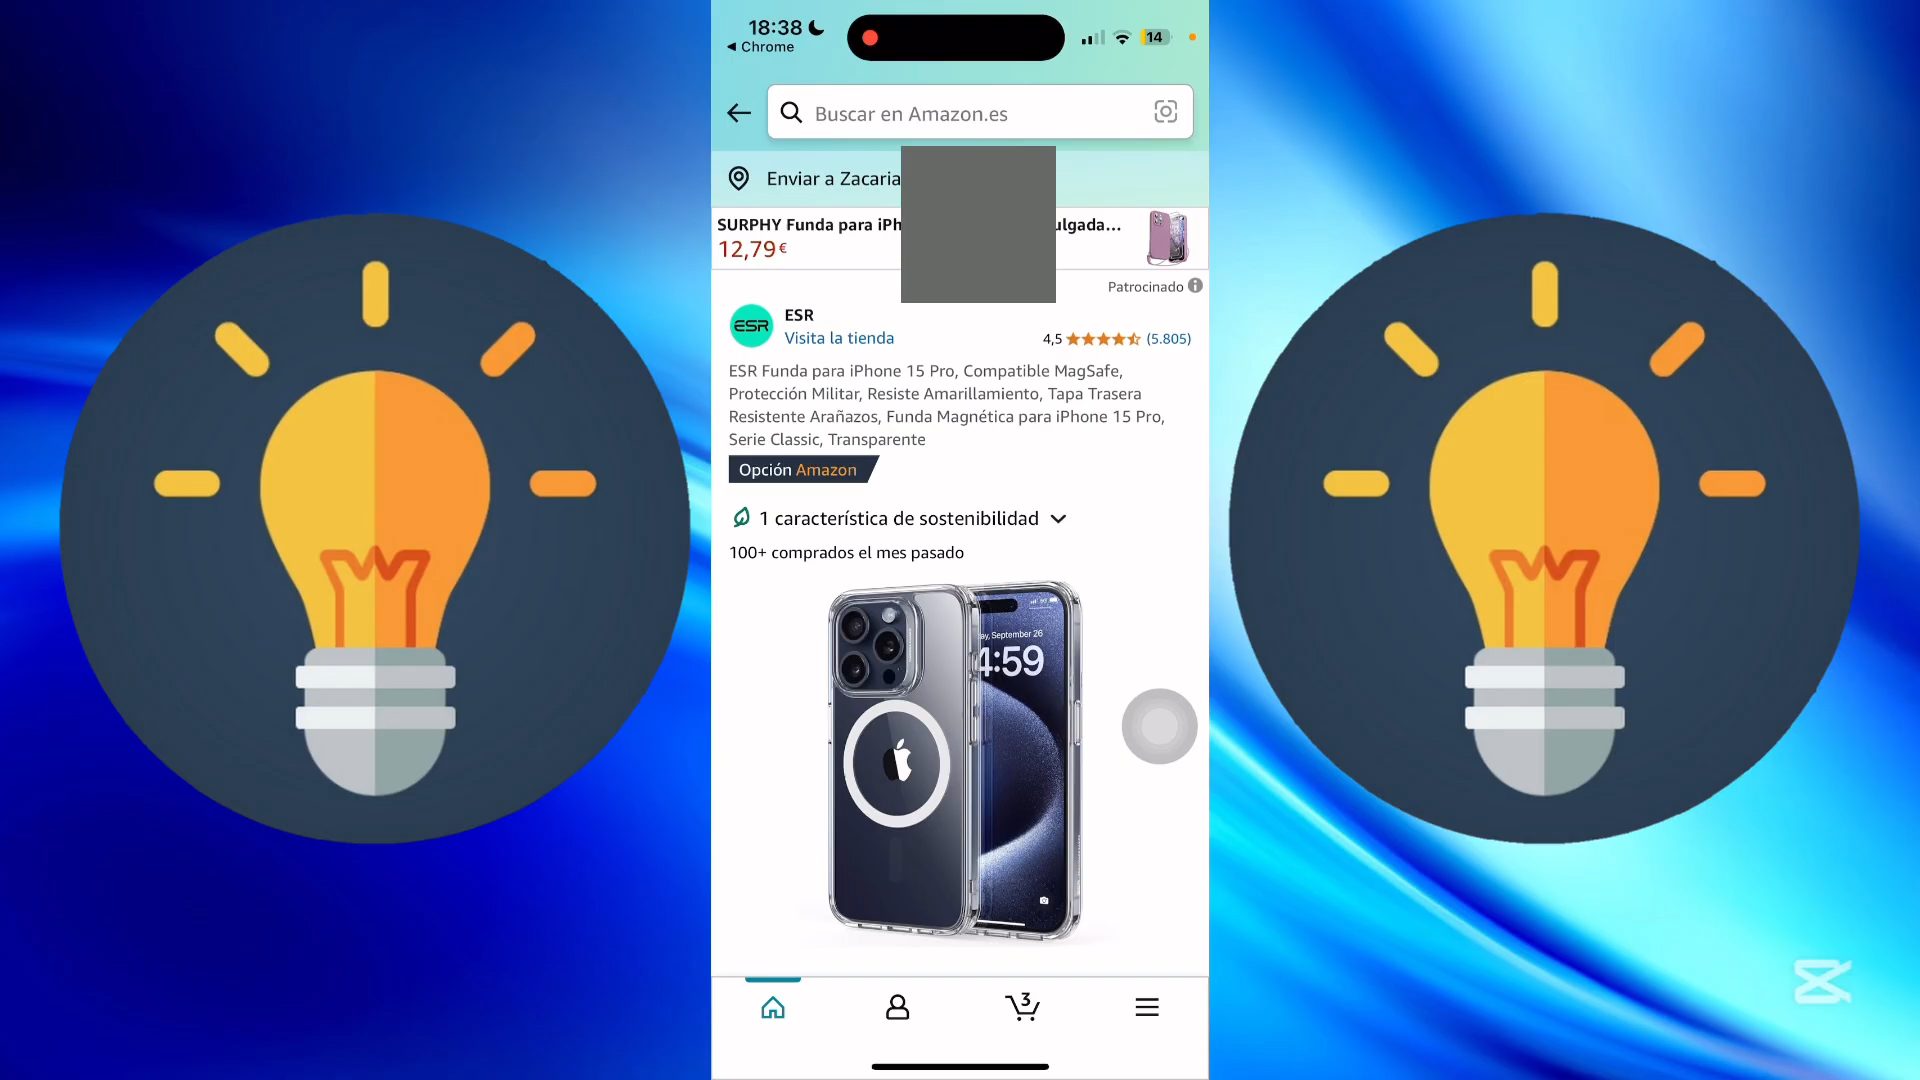 18:38
◀ Chrome
14
Buscar en Amazon.es
Enviar a Zacaria
SURPHY Funda para iPh ulgada...
12,79€
Patrocinado
ESR
ESR
Visita la tienda
4,5 (5.805)
ESR Funda para iPhone 15 Pro, Compatible MagSafe,
Protección Militar, Resiste Amarillamiento, Tapa Trasera
Resistente Arañazos, Funda Magnética para iPhone 15 Pro,
Serie Classic, Transparente
Opción Amazon
1 característica de sostenibilidad
100+ comprados el mes pasado
ay, September 26
4:59
3